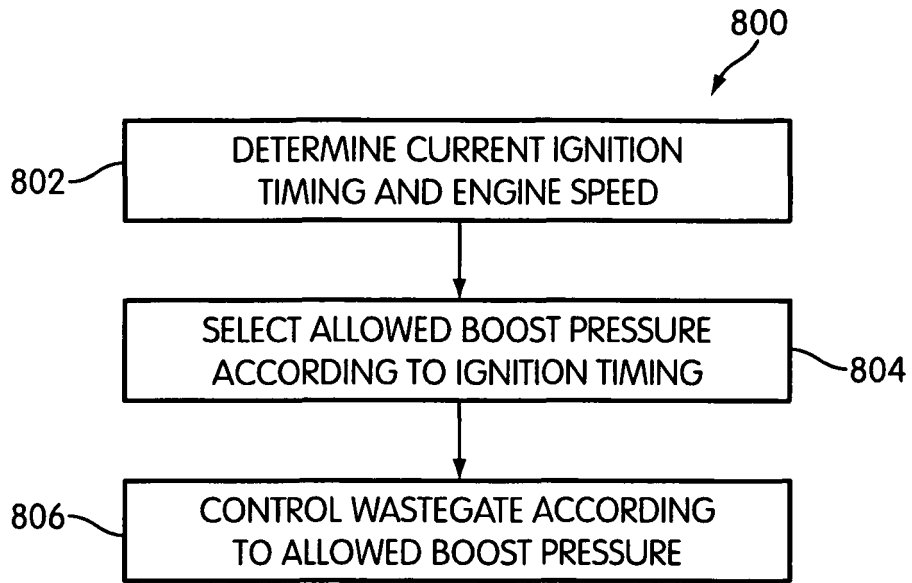 800
802
DETERMINE CURRENT IGNITION
TIMING AND ENGINE SPEED
SELECT ALLOWED BOOST PRESSURE
ACCORDING TO IGNITION TIMING
804
806
CONTROL WASTEGATE ACCORDING
TO ALLOWED BOOST PRESSURE